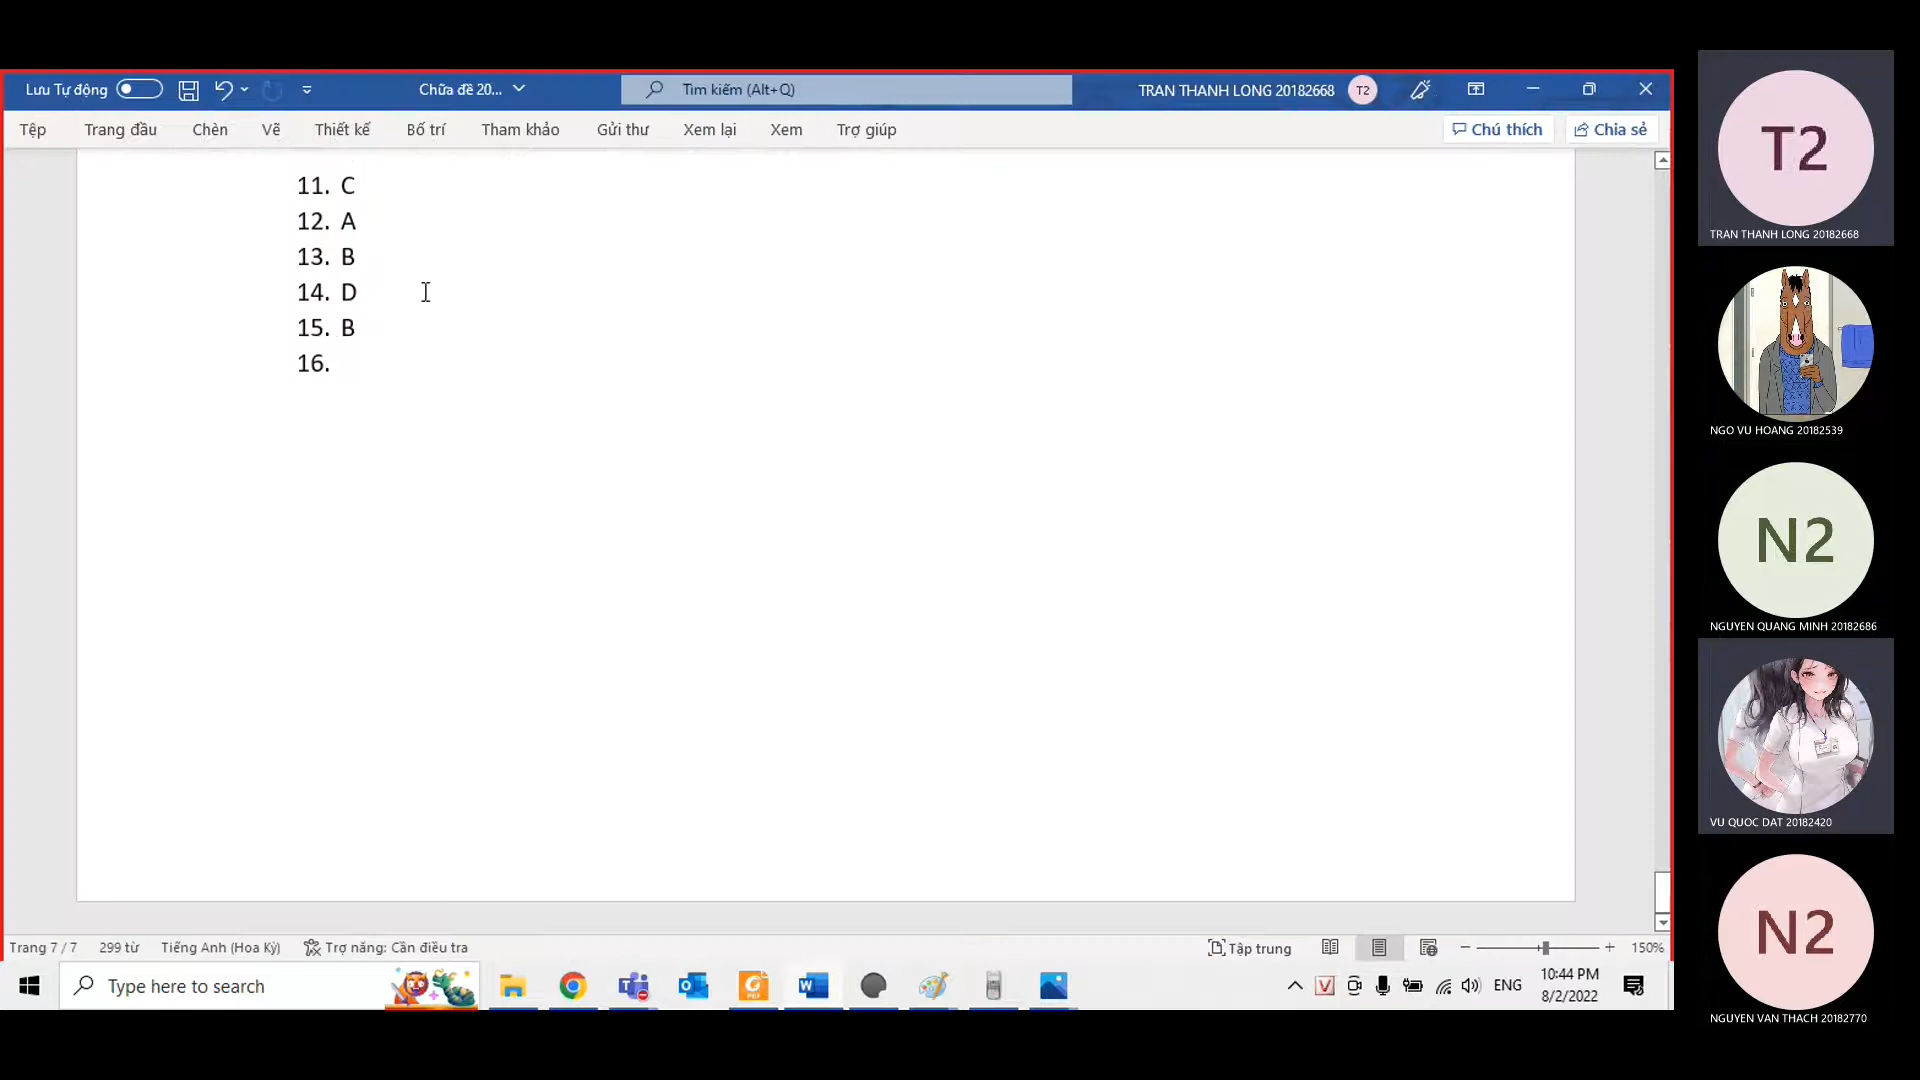 Lưu Tự động
Chữa đề 20...
Tìm kiếm (Alt+Q)
TRAN THANH LONG 20182668
T2
Tệp Trang đầu Chèn Vẽ Thiết kế Bố trí Tham khảo Gửi thư Xem lại Xem Trợ giúp
Chú thích
Chia sẻ
11. C
12. A
13. B
14. D
15. B
16.
Trang 7 / 7
299 từ
Tiếng Anh (Hoa Kỳ)
Trợ năng: Cần điều tra
Tập trung
150%
Type here to search
ENG
10:44 PM
8/2/2022
T2
TRAN THANH LONG 20182668
NGO VU HOANG 20182539
N2
NGUYEN QUANG MINH 20182686
VU QUOC DAT 20182420
N2
NGUYEN VAN THACH 20182770